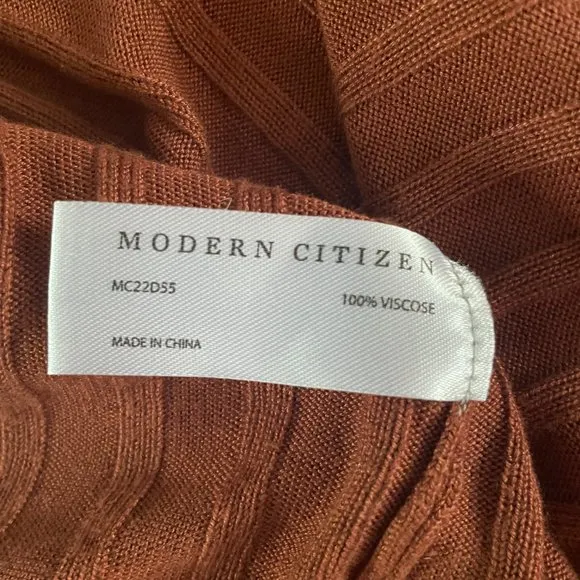 MODERN CITIZEN
MC22D55
100% VISCOSE
MADE IN CHINA